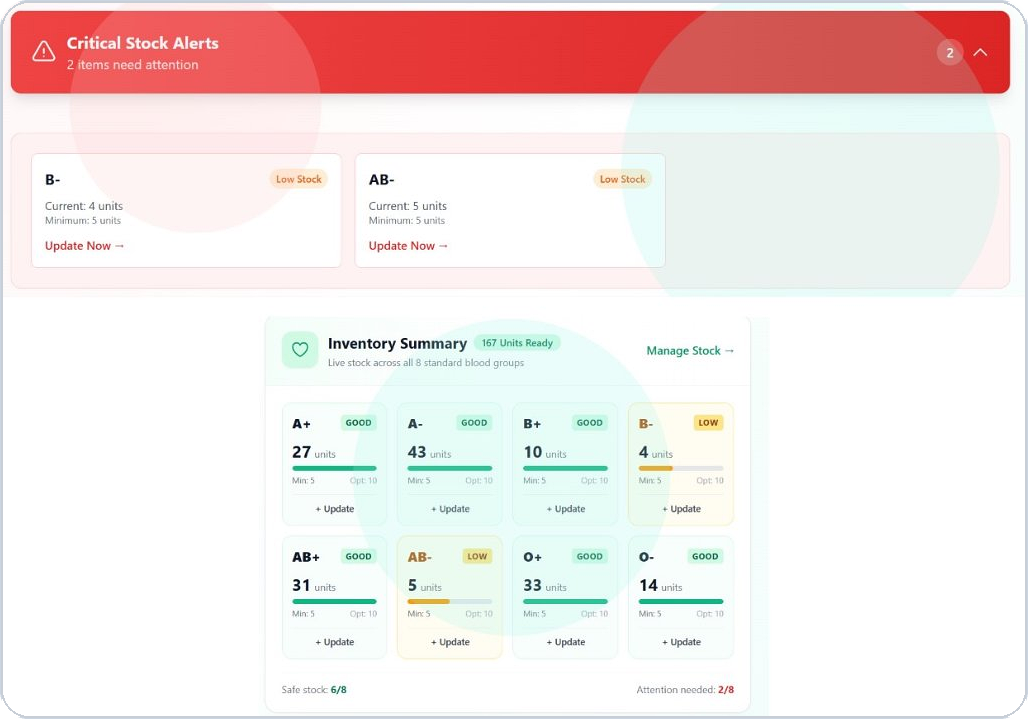 Critical Stock Alerts
2 items need attention
2
B-
Low Stock
Current: 4 units
Minimum: 5 units
Update Now →
AB-
Low Stock
Current: 5 units
Minimum: 5 units
Update Now →
Inventory Summary
167 Units Ready
Live stock across all 8 standard blood groups
Manage Stock →
A+
GOOD
27 units
Min: 5
Opt: 10
+ Update
A-
GOOD
43 units
Min: 5
Opt: 10
+ Update
B+
GOOD
10 units
Min: 5
Opt: 10
+ Update
B-
LOW
4 units
Min: 5
Opt: 10
+ Update
AB+
GOOD
31 units
Min: 5
Opt: 10
+ Update
AB-
LOW
5 units
Min: 5
Opt: 10
+ Update
O+
GOOD
33 units
Min: 5
Opt: 10
+ Update
O-
GOOD
14 units
Min: 5
Opt: 10
+ Update
Safe stock: 6/8
Attention needed: 2/8